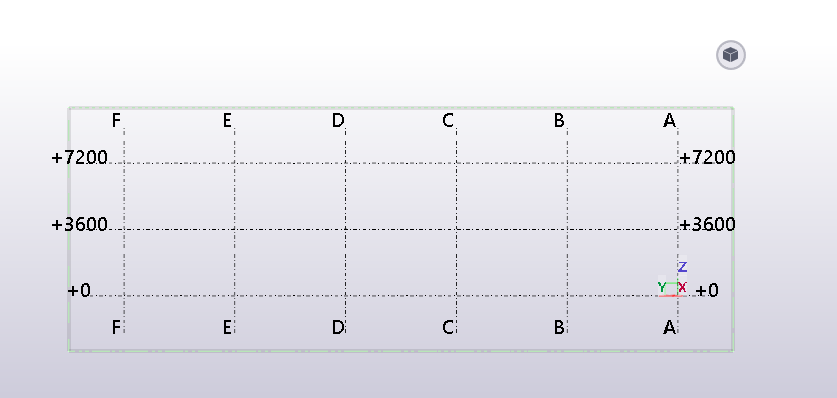 F E D C B A
+7200 +7200
+3600 +3600
Z
Y X
+0 +0
F E D C B A